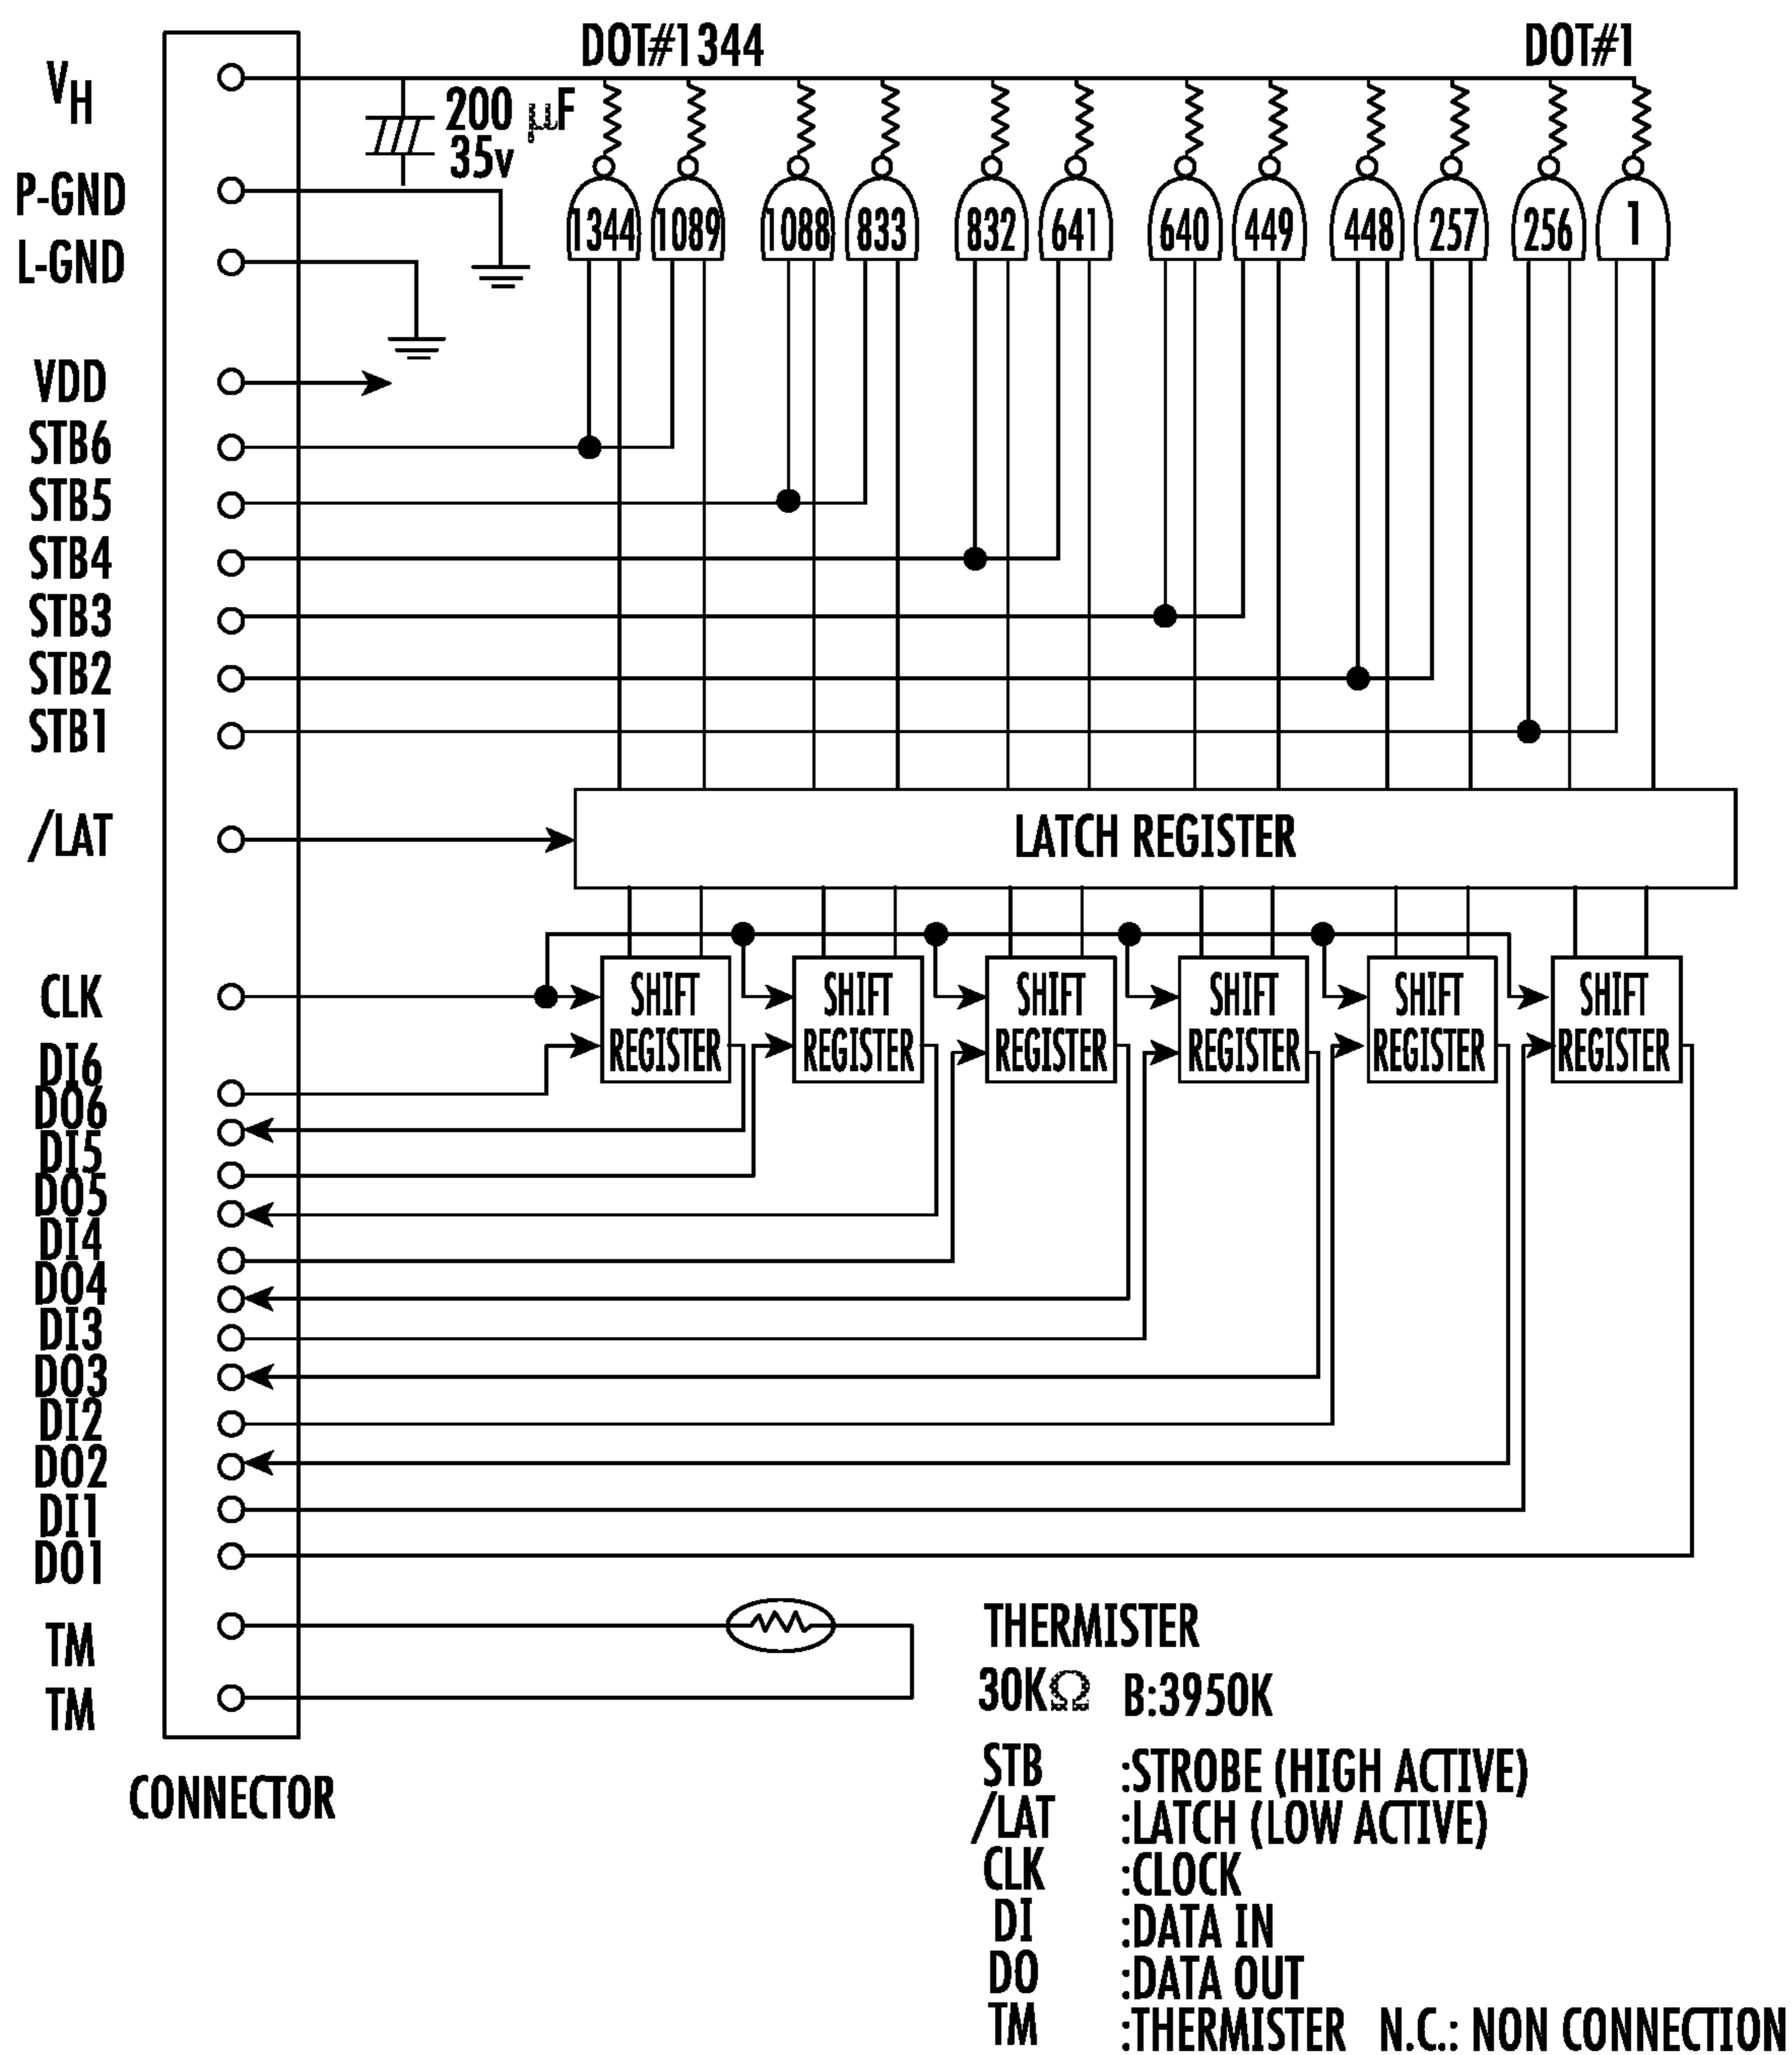 DOT#1344 DOT#1
VH
200 μF
35v
P-GND
1344 1089 1088 833 832 641 640 449 448 257 256 1
L-GND
VDD
STB6
STB5
STB4
STB3
STB2
STB1
/LAT
LATCH REGISTER
CLK
SHIFT REGISTER
SHIFT REGISTER
SHIFT REGISTER
SHIFT REGISTER
SHIFT REGISTER
SHIFT REGISTER
DI6
DO6
DI5
DO5
DI4
DO4
DI3
DO3
DI2
DO2
DI1
DO1
TM
TM
THERMISTER
30KΩ B:3950K
CONNECTOR
STB :STROBE (HIGH ACTIVE)
/LAT :LATCH (LOW ACTIVE)
CLK :CLOCK
DI :DATA IN
DO :DATA OUT
TM :THERMISTER N.C.: NON CONNECTION